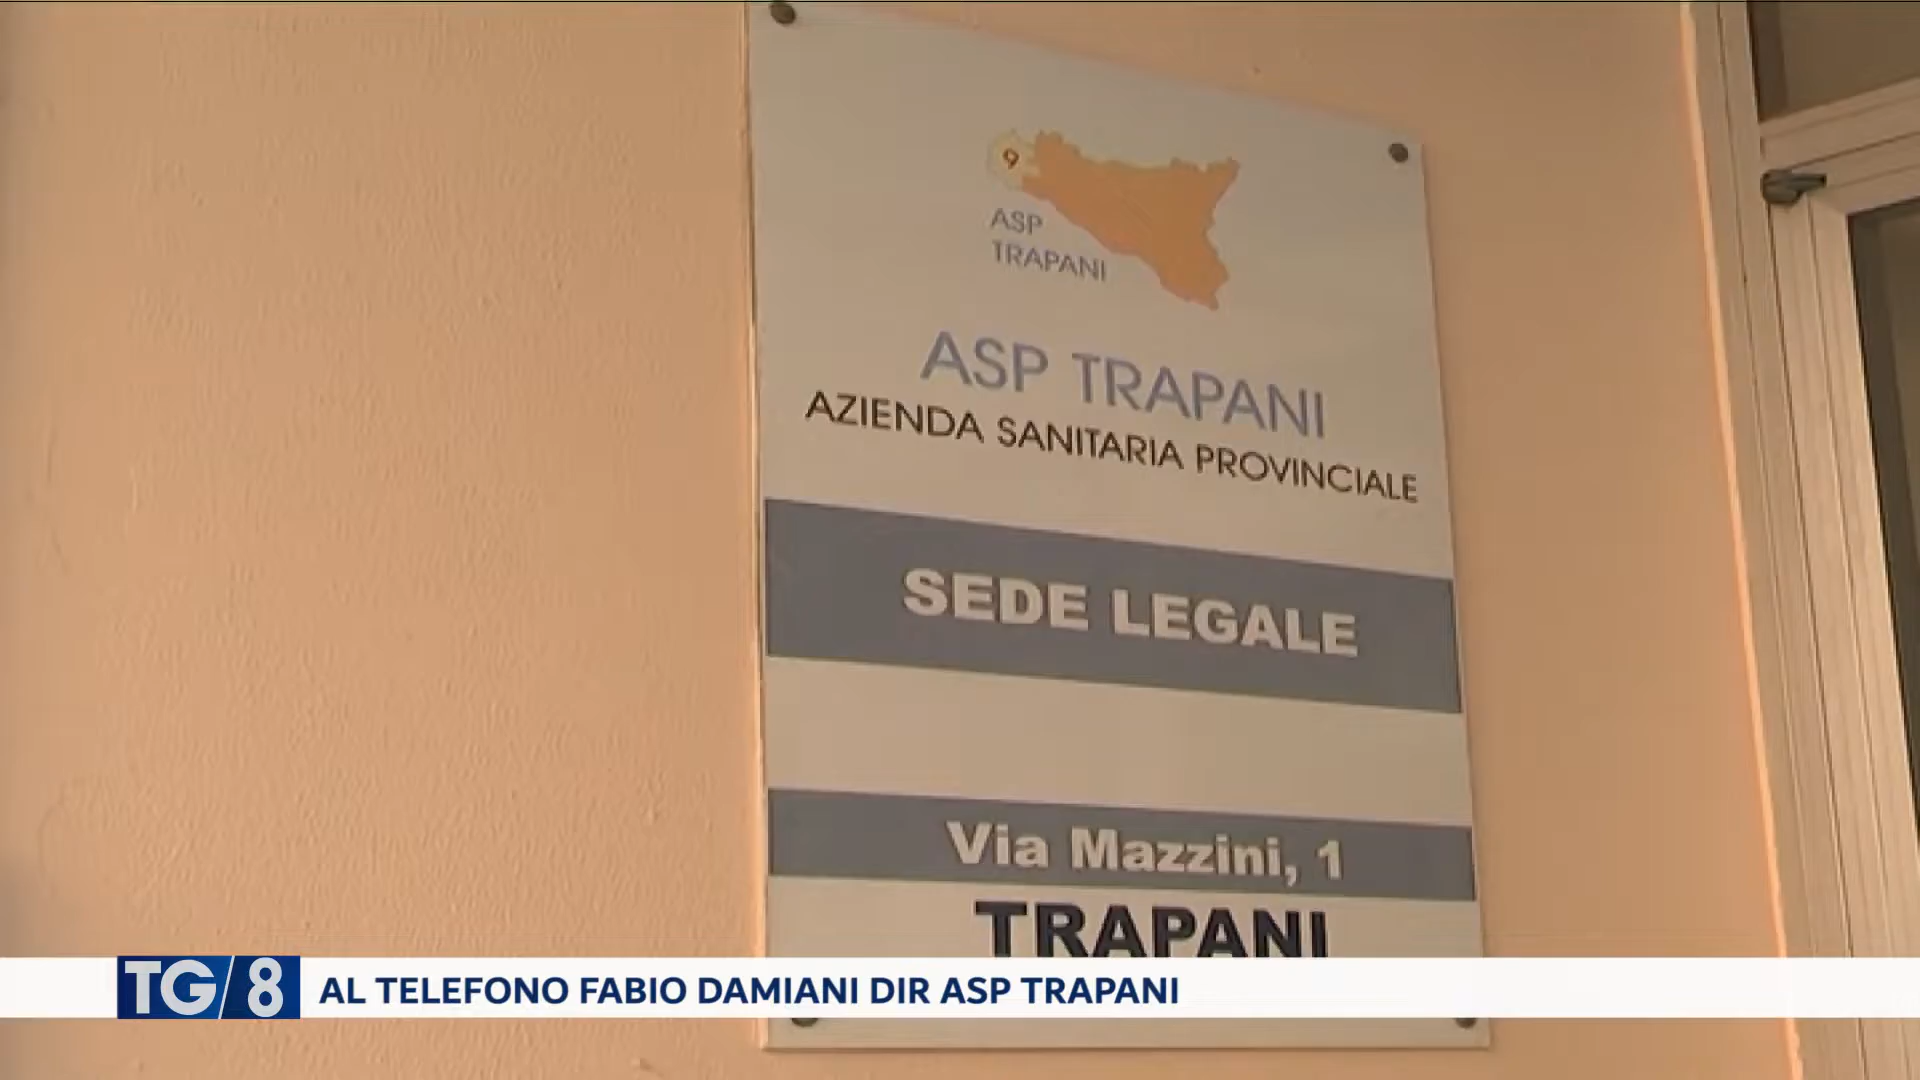 9
ASP
TRAPANI
ASP TRAPANI
AZIENDA SANITARIA PROVINCIALE
SEDE LEGALE
Via Mazzini, 1
TRAPANI
TG/8 AL TELEFONO FABIO DAMIANI DIR ASP TRAPANI